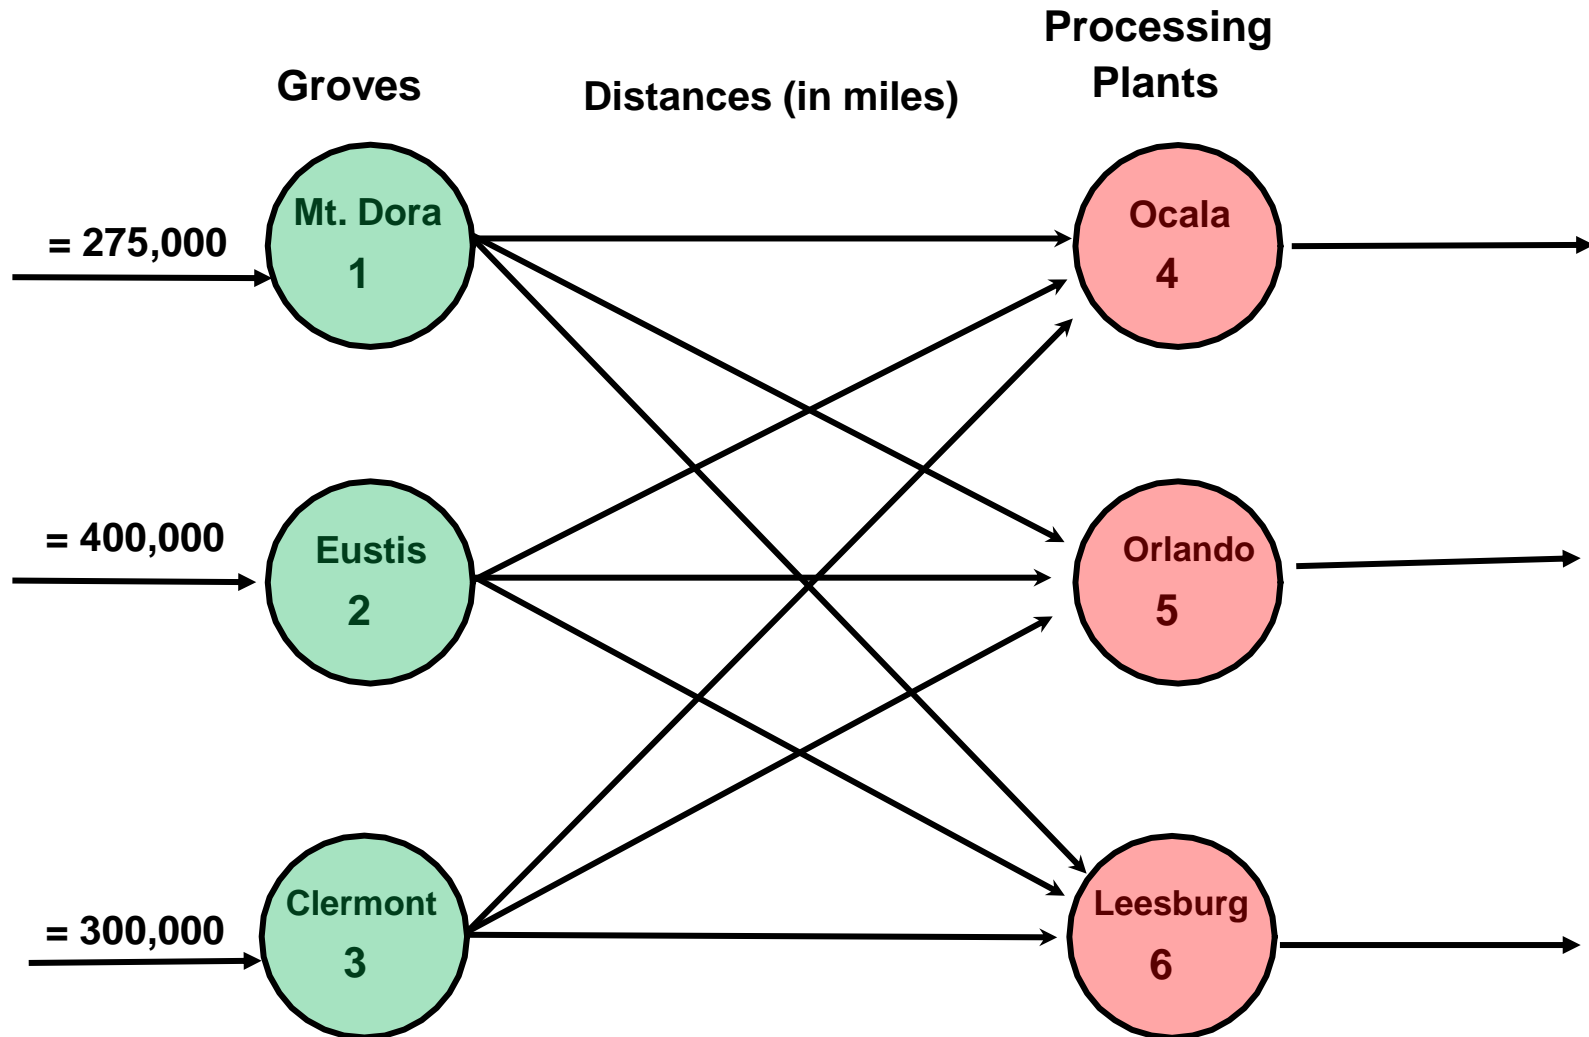 Processing
Plants
Groves
Distances (in miles)
Mt. Dora
1
= 275,000
Ocala
4
= 400,000
Eustis
2
Orlando
5
= 300,000
Clermont
3
Leesburg
6